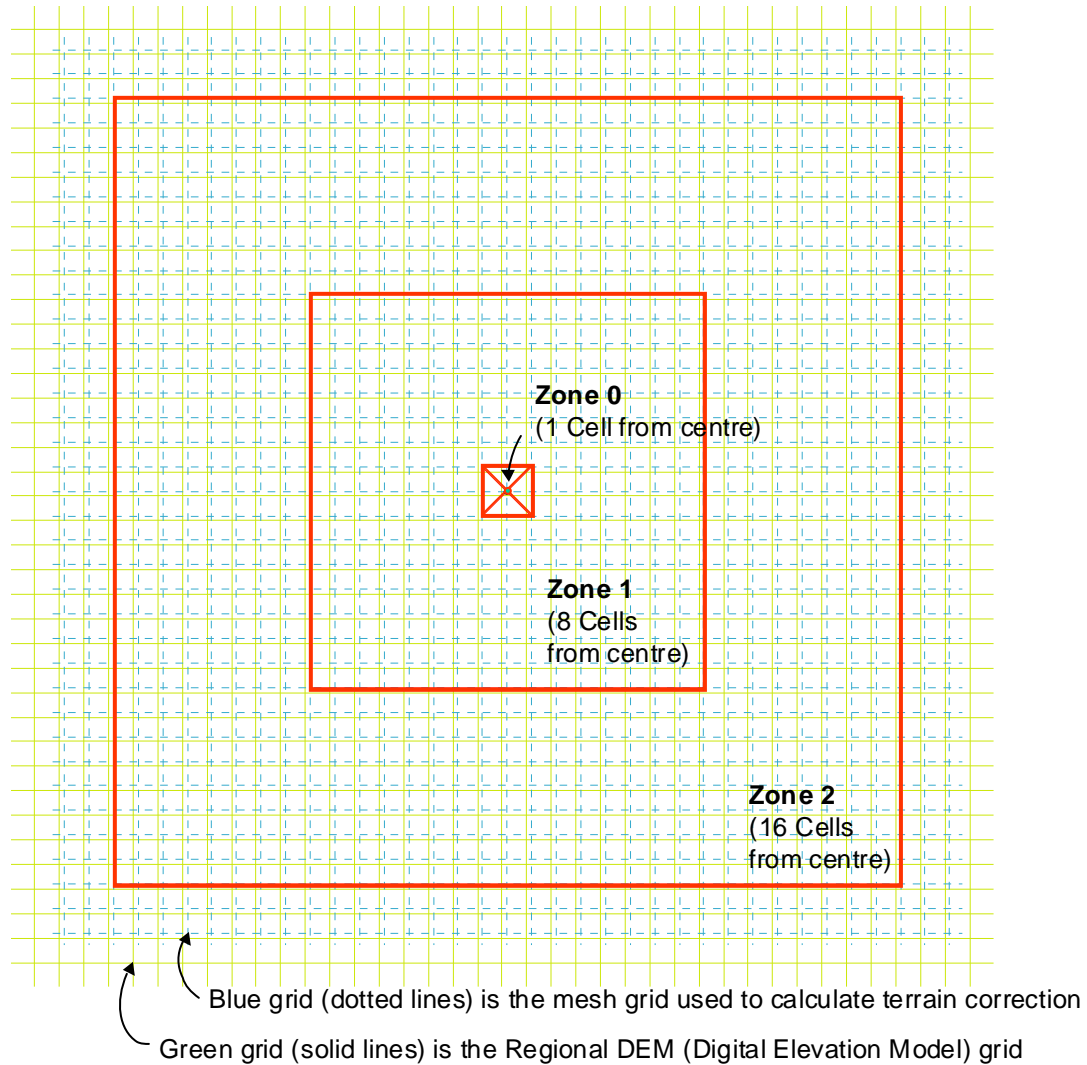 Zone 0
(1 Cell from centre)
Zone 1
(8 Cells
from centre)
Zone 2
(16 Cells
from centre)
Blue grid (dotted lines) is the mesh grid used to calculate terrain correction
Green grid (solid lines) is the Regional DEM (Digital Elevation Model) grid